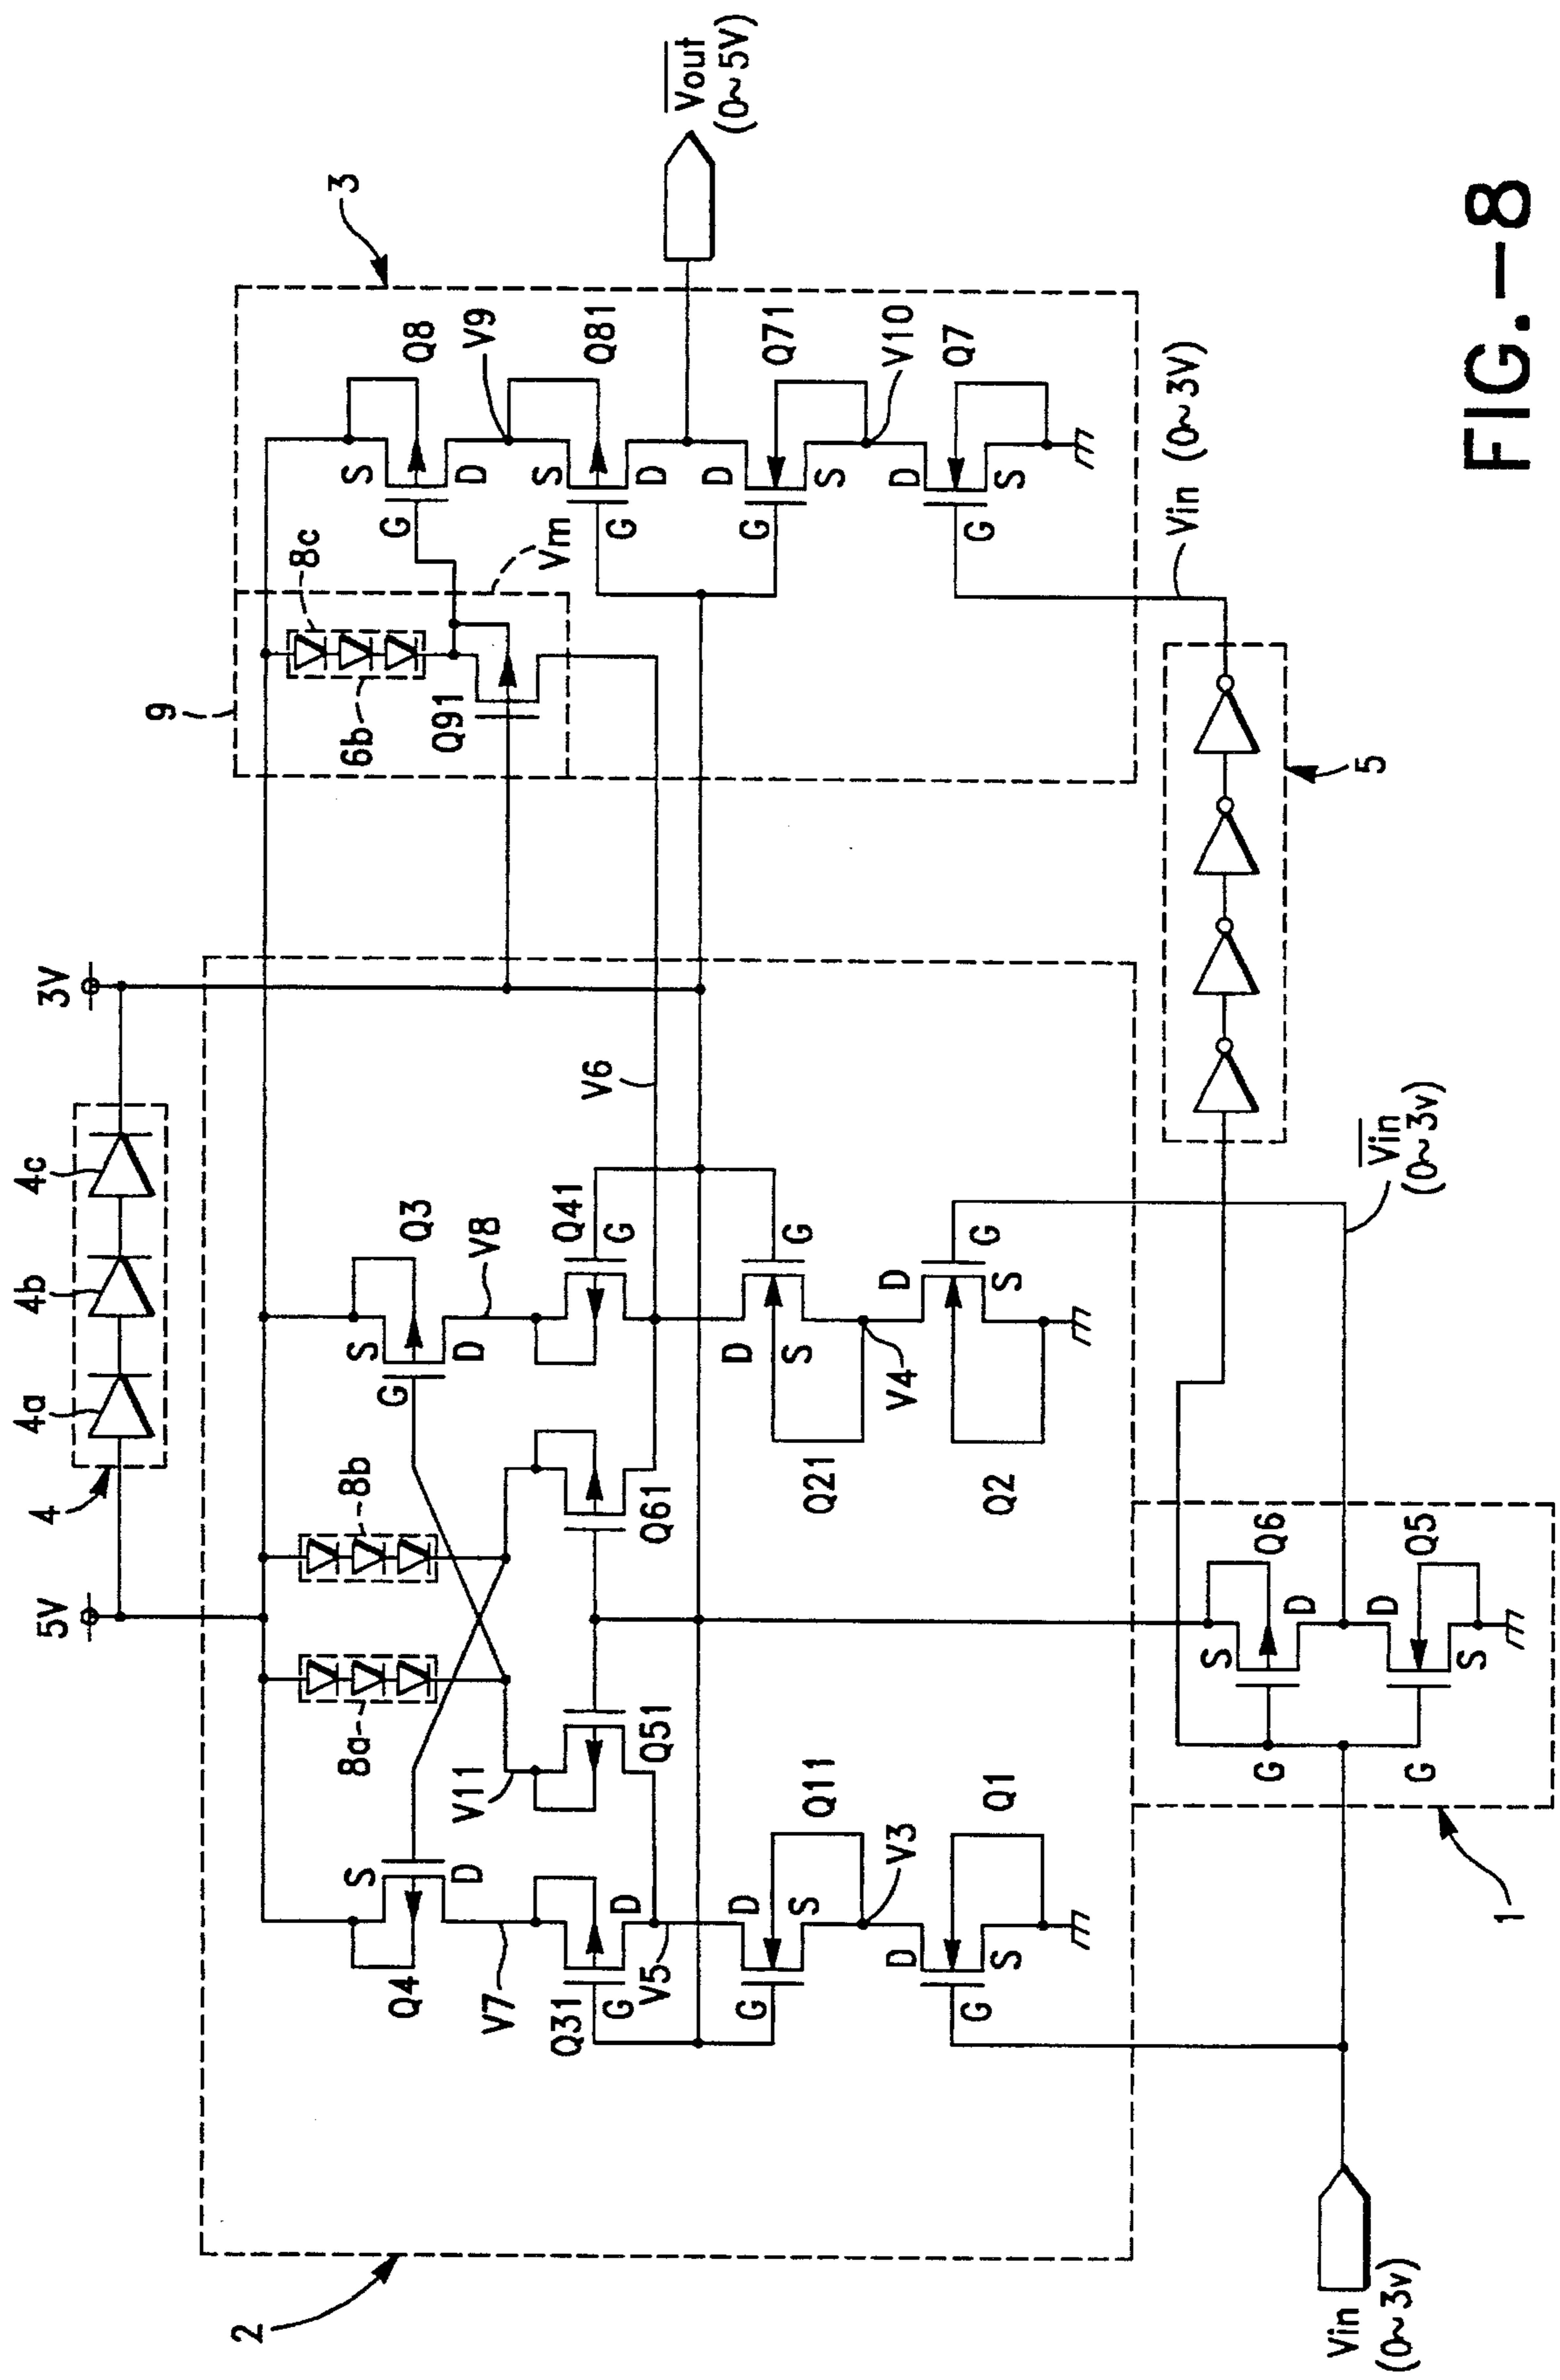 5V
4
4a
4b
4c
3V
2
8a
8b
Q4
S
D
G
S
D
Q3
V7
V11
V8
Q31
G
D
Q51
Q61
Q41
G
V5
V6
G
D
S
Q11
V3
Q21
D
S
G
V4
G
D
S
Q1
Q2
D
S
G
9
6b
8c
Q91
Vm
3
G
S
D
Q8
V9
G
S
D
Q81
Vout
(0~5V)
G
D
S
Q71
V10
G
D
S
Q7
Vin (0~3V)
5
Vin
(0~3v)
1
G
S
D
Q6
G
D
S
Q5
Vin
(0~3v)
FIG.-8